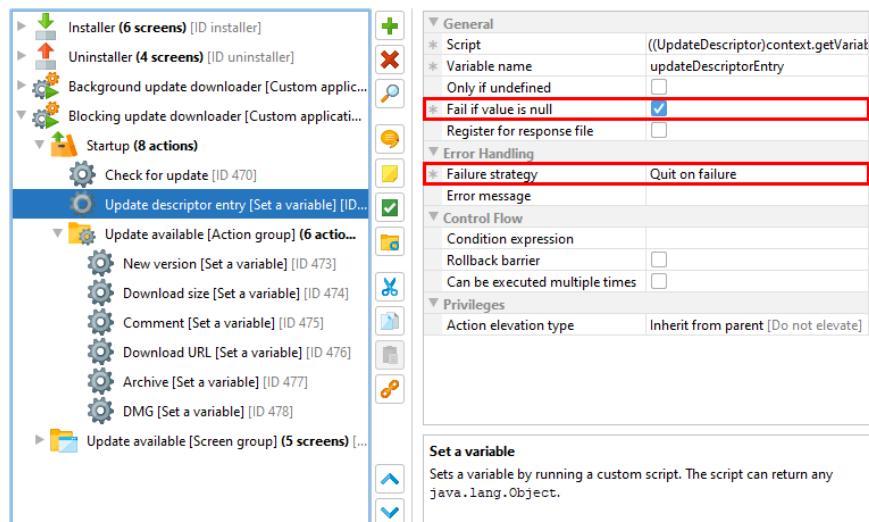 Installer (6 screens) [ID installer]
Uninstaller (4 screens) [ID uninstaller]
Background update downloader [Custom applic...
Blocking update downloader [Custom applicati...
Startup (8 actions)
Check for update [ID 470]
Update descriptor entry [Set a variable] [ID...
Update available [Action group] (6 actio...
New version [Set a variable] [ID 473]
Download size [Set a variable] [ID 474]
Comment [Set a variable] [ID 475]
Download URL [Set a variable] [ID 476]
Archive [Set a variable] [ID 477]
DMG [Set a variable] [ID 478]
Update available [Screen group] (5 screens) [...
General
Script ((UpdateDescriptor)context.getVariab
Variable name updateDescriptorEntry
Only if undefined
Fail if value is null
Register for response file
Error Handling
Failure strategy Quit on failure
Error message
Control Flow
Condition expression
Rollback barrier
Can be executed multiple times
Privileges
Action elevation type Inherit from parent [Do not elevate]
Set a variable
Sets a variable by running a custom script. The script can return any
java.lang.Object.